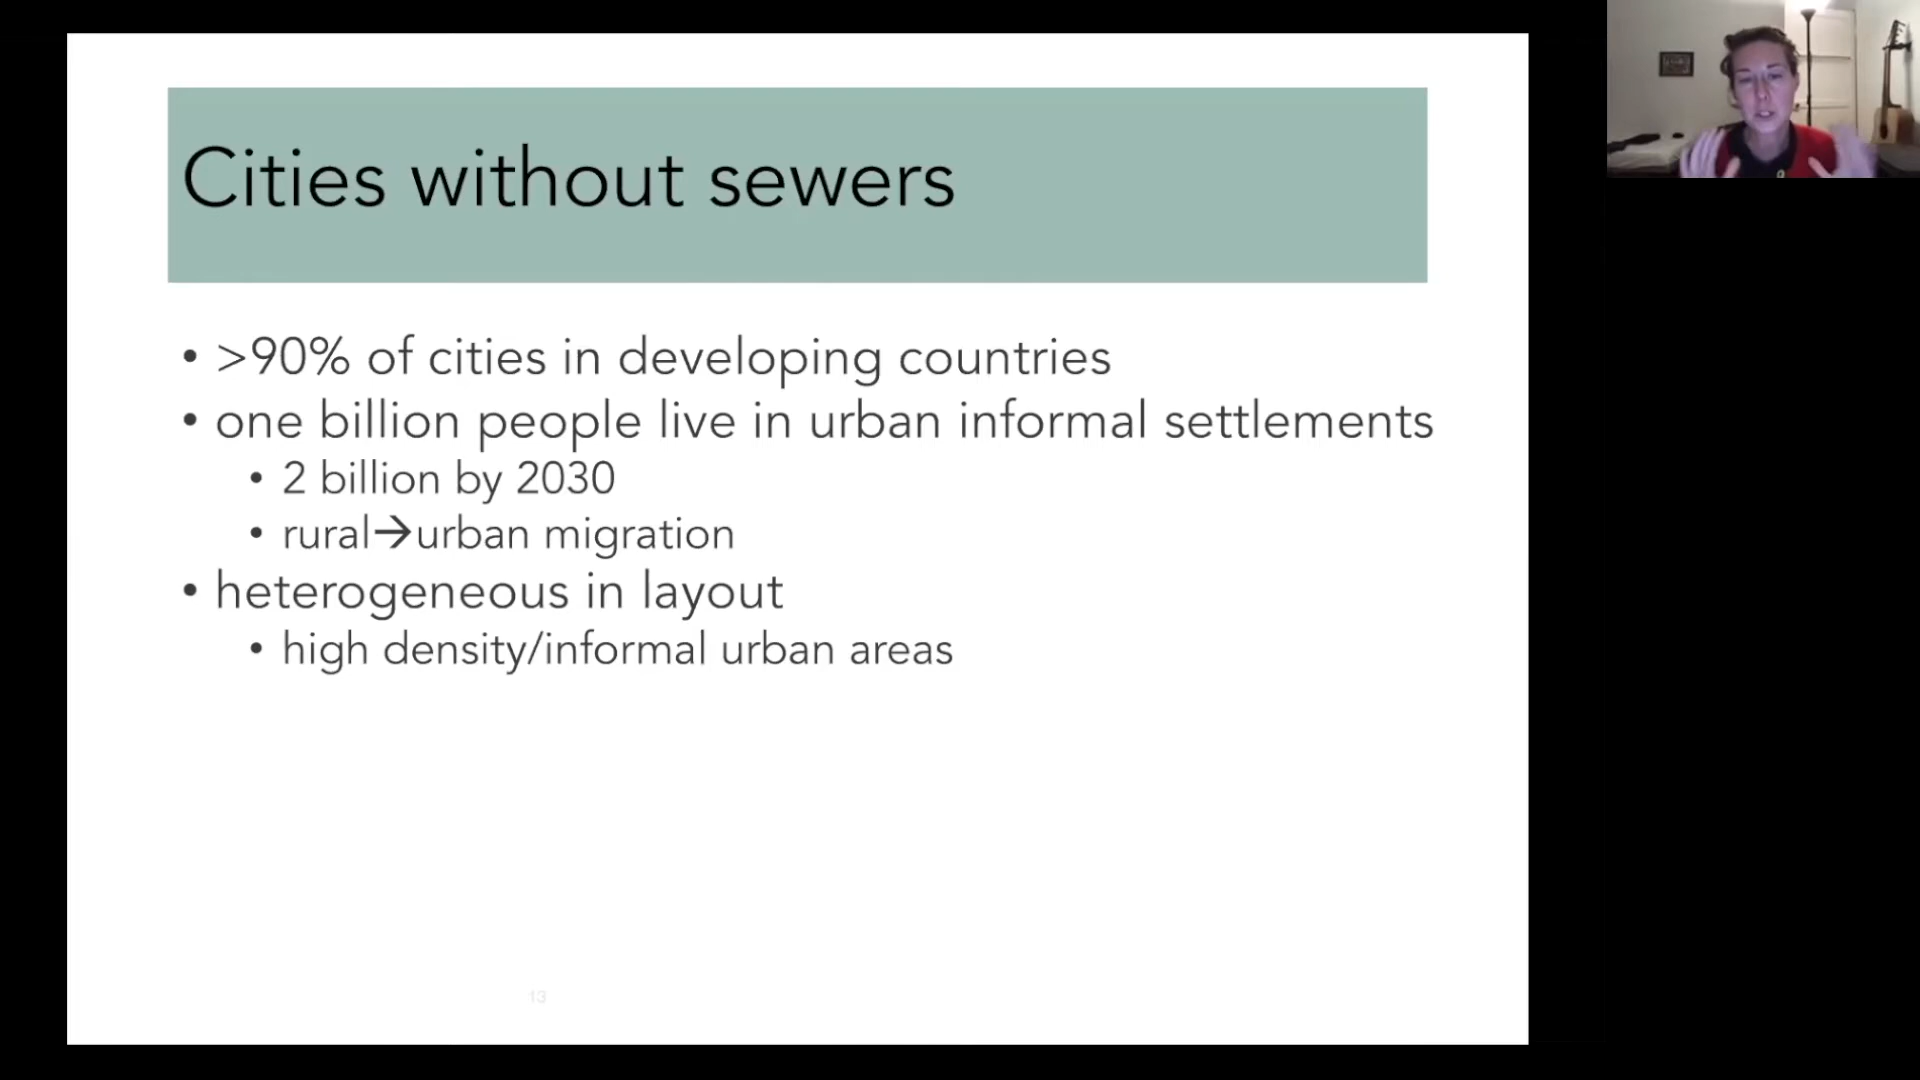 Cities without sewers
• >90% of cities in developing countries
• one billion people live in urban informal settlements
• 2 billion by 2030
• rural→urban migration
• heterogeneous in layout
• high density/informal urban areas
13